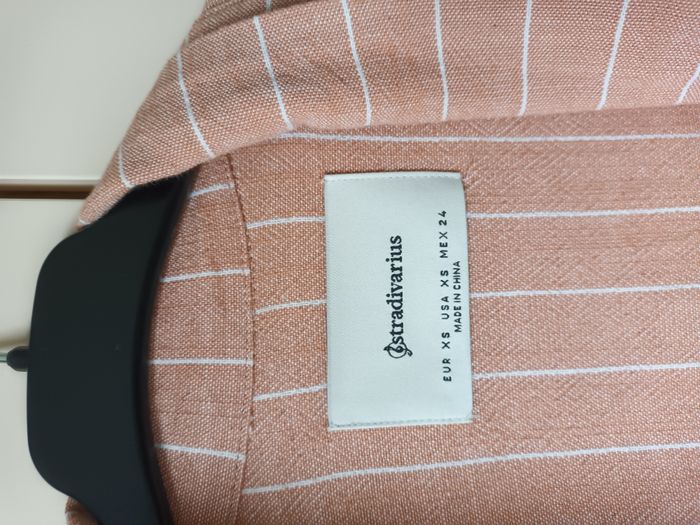 stradivarius
EUR XS USA XS MEX 24
MADE IN CHINA